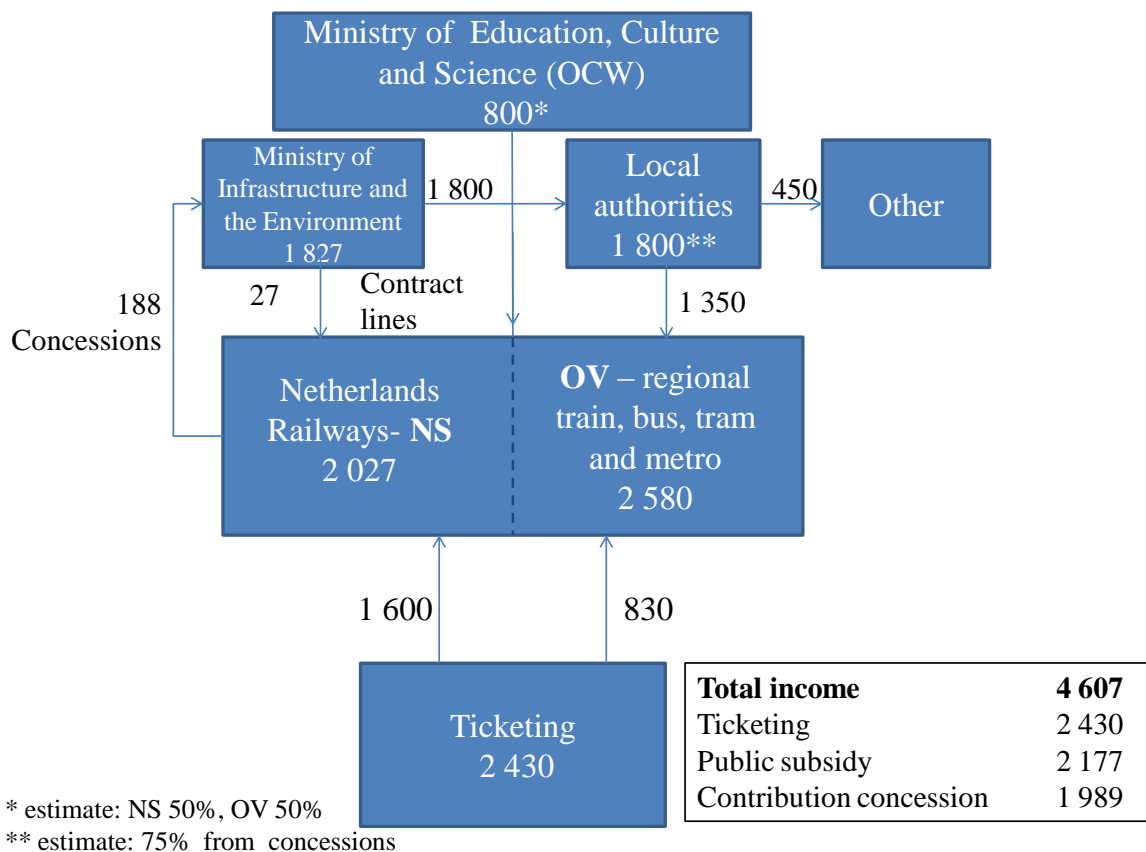 Ministry of Education, Culture
and Science (OCW)
800*
Ministry of
Infrastructure and
the Environment
1 827
1 800
Local
authorities
1 800**
450
Other
188
Concessions
27
Contract
lines
1 350
Netherlands
Railways- NS
2 027
OV – regional
train, bus, tram
and metro
2 580
1 600
830
Ticketing
2 430
Total income 4 607
Ticketing 2 430
Public subsidy 2 177
Contribution concession 1 989
* estimate: NS 50%, OV 50%
** estimate: 75% from concessions